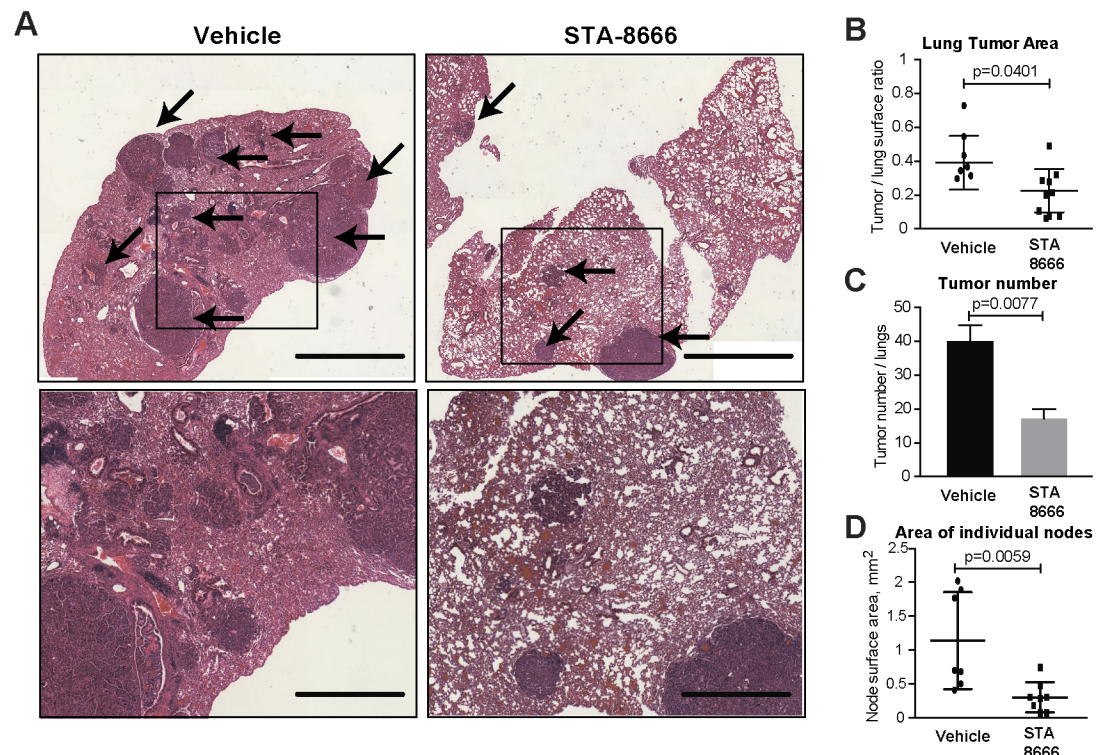 A
Vehicle
STA-8666
B
Lung Tumor Area
p=0.0401
Tumor / lung surface ratio
1
0.8
0.6
0.4
0.2
0
Vehicle
STA
8666
C
Tumor number
p=0.0077
Tumor number / lungs
50
40
30
20
10
0
Vehicle
STA
8666
D
Area of individual nodes
p=0.0059
Node surface area, mm²
2.5
2
1.5
1
0.5
0
Vehicle
STA
8666